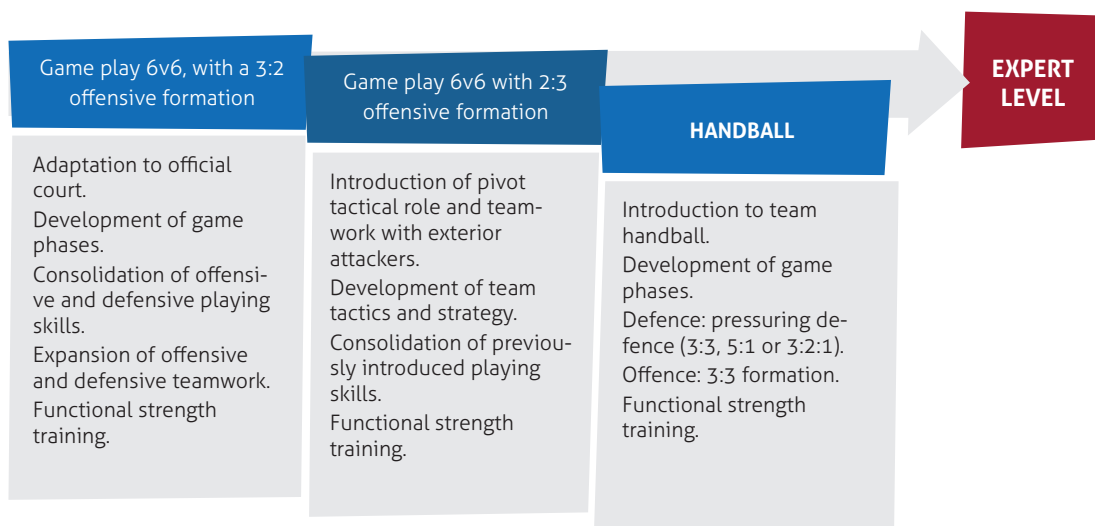 Game play 6v6, with a 3:2
offensive formation
Adaptation to official
court.
Development of game
phases.
Consolidation of offensi-
ve and defensive playing
skills.
Expansion of offensive
and defensive teamwork.
Functional strength
training.
Game play 6v6 with 2:3
offensive formation
Introduction of pivot
tactical role and team-
work with exterior
attackers.
Development of team
tactics and strategy.
Consolidation of previou-
sly introduced playing
skills.
Functional strength
training.
HANDBALL
Introduction to team
handball.
Development of game
phases.
Defence: pressuring de-
fence (3:3, 5:1 or 3:2:1).
Offence: 3:3 formation.
Functional strength
training.
EXPERT
LEVEL